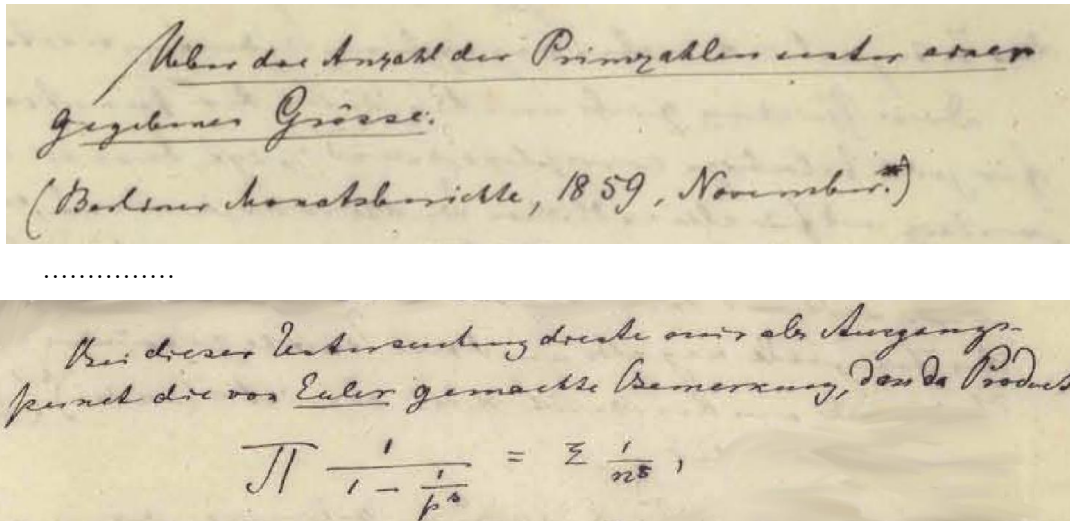 Ueber die Anzahl der Primzahlen unter einer
gegebenen Grösse.
(Berliner Monatsberichte, 1859, November.*)
……………
Bei dieser Untersuchung diente mir als Ausgangs-
punct die von Euler gemachte Bemerkung, dass das Product
∏ 1/(1 − 1/p^s) = Σ 1/n^s,